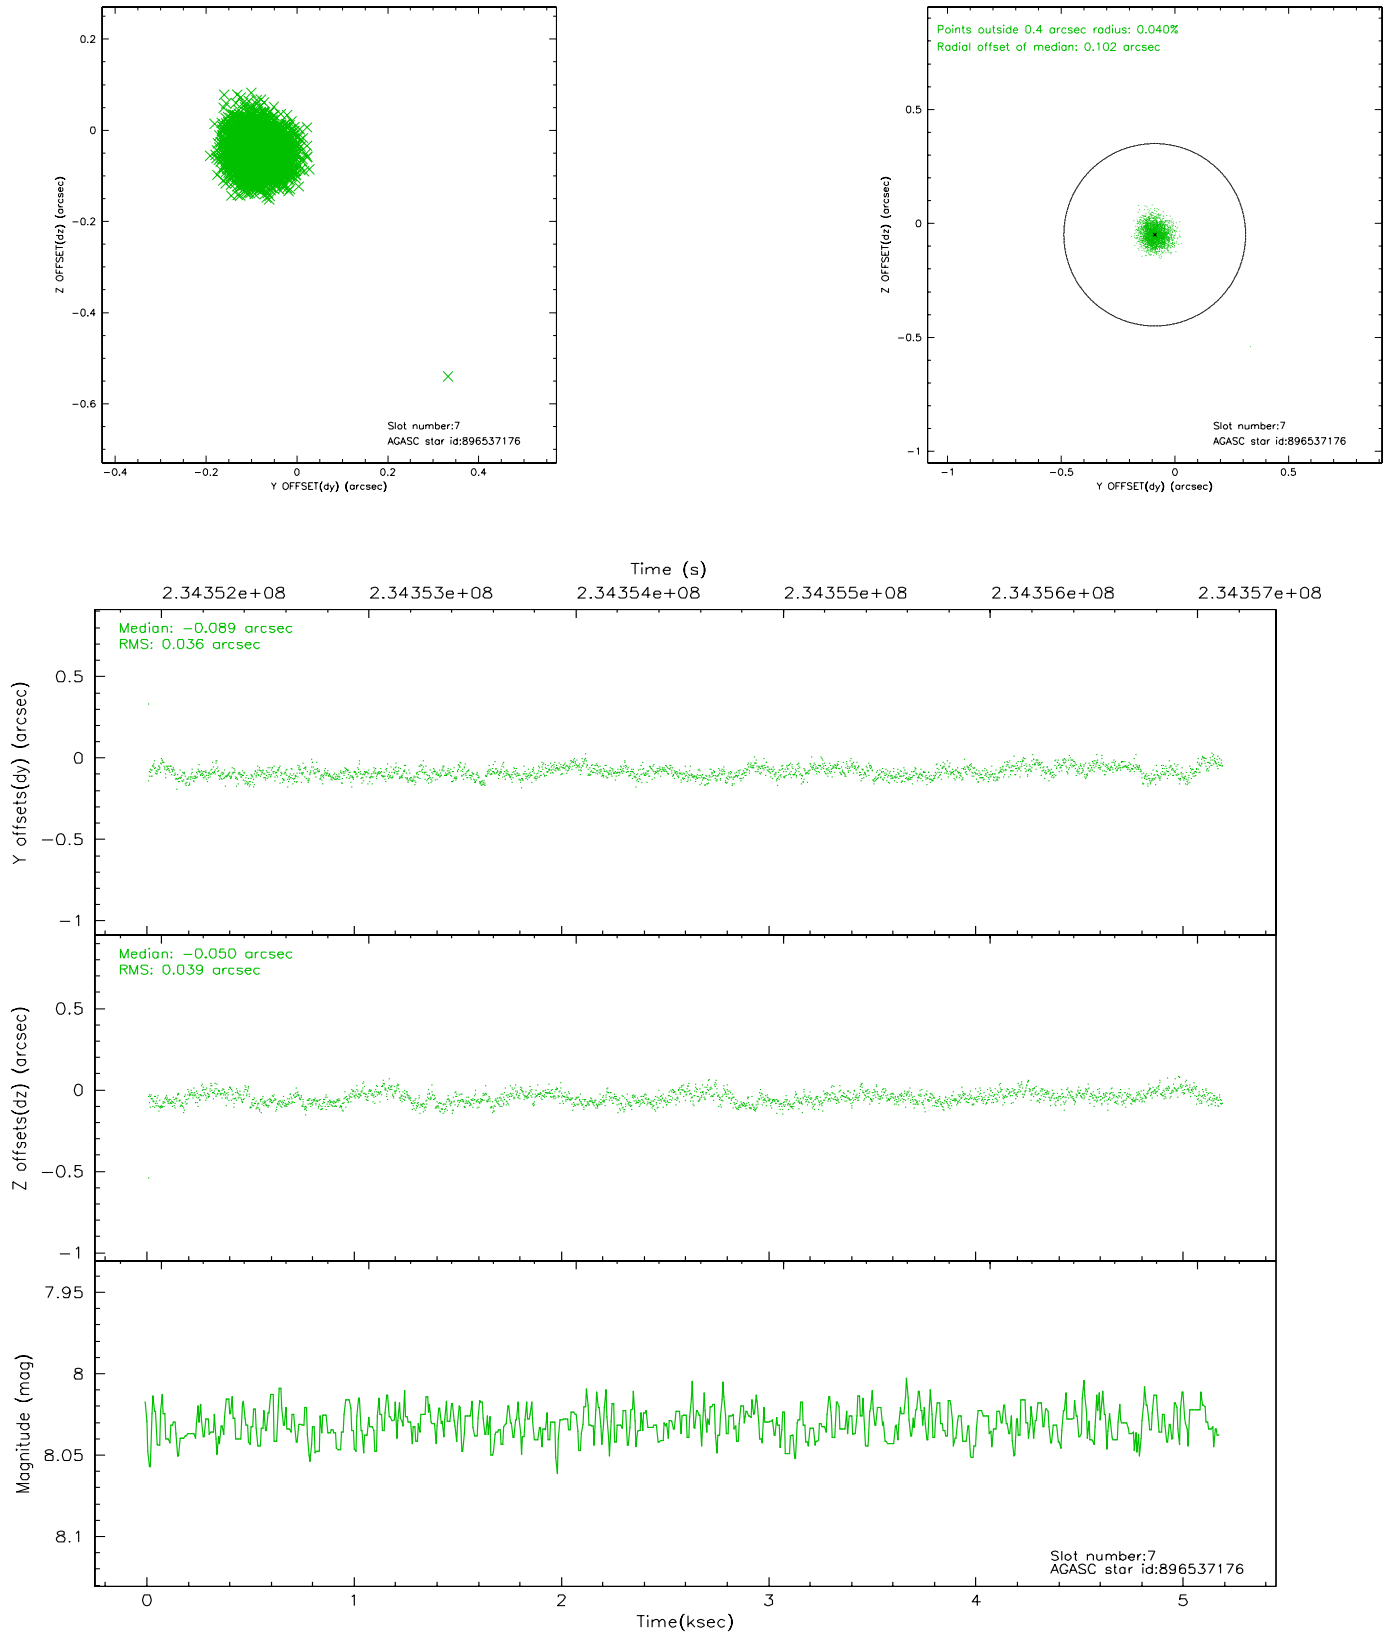 0.2
0
-0.2
-0.4
-0.6
Z OFFSET(dz) (arcsec)
Slot number:7
AGASC star id:896537176
-0.4 -0.2 0 0.2 0.4
Y OFFSET(dy) (arcsec)
Points outside 0.4 arcsec radius: 0.040%
Radial offset of median: 0.102 arcsec
0.5
0
-0.5
-1
Z OFFSET(dz) (arcsec)
Slot number:7
AGASC star id:896537176
-1 -0.5 0 0.5
Y OFFSET(dy) (arcsec)
Time (s)
2.34352e+08 2.34353e+08 2.34354e+08 2.34355e+08 2.34356e+08 2.34357e+08
Median: -0.089 arcsec
RMS: 0.036 arcsec
0.5
0
-0.5
-1
Y offsets(dy) (arcsec)
Median: -0.050 arcsec
RMS: 0.039 arcsec
0.5
0
-0.5
-1
Z offsets(dz) (arcsec)
7.95
8
8.05
8.1
Magnitude (mag)
Slot number:7
AGASC star id:896537176
0 1 2 3 4 5
Time(ksec)